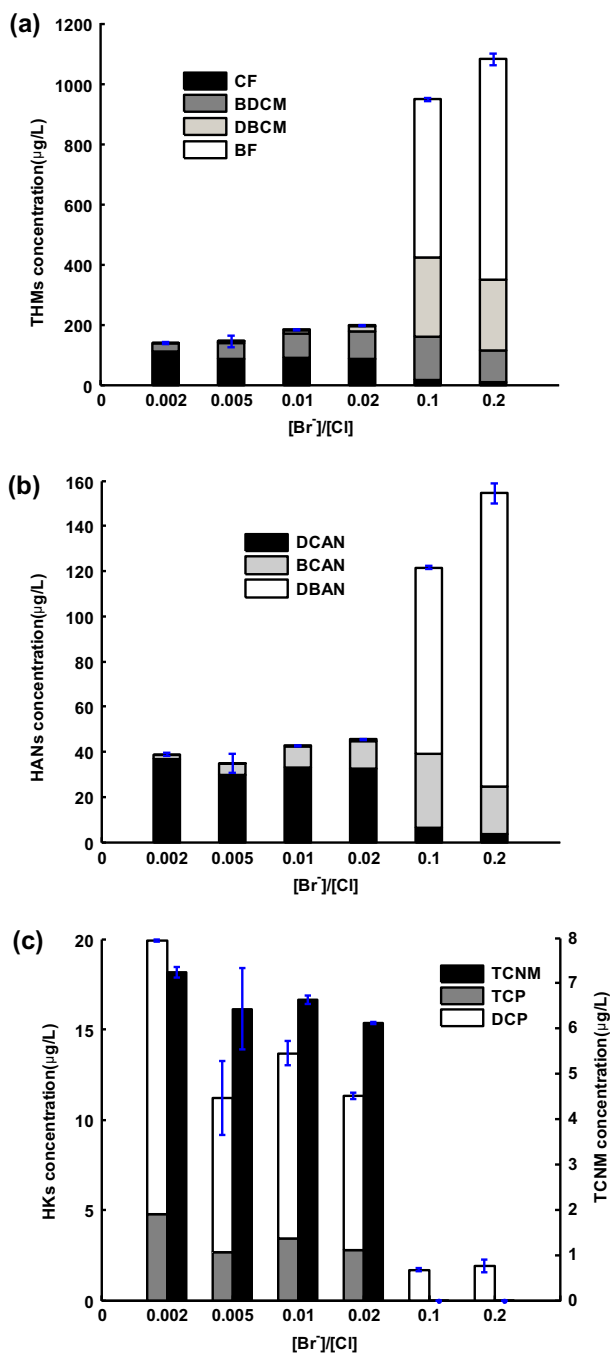 (a)
1200
1000
800
600
400
200
0
THMs concentration(μg/L)
CF
BDCM
DBCM
BF
0 0.002 0.005 0.01 0.02 0.1 0.2
[Br-]/[Cl]
(b)
160
140
120
100
80
60
40
20
0
HANs concentration(μg/L)
DCAN
BCAN
DBAN
0 0.002 0.005 0.01 0.02 0.1 0.2
[Br-]/[Cl]
(c)
20
15
10
5
0
HKs concentration(μg/L)
TCNM
TCP
DCP
8
7
6
5
4
3
2
1
0
TCNM concentration(μg/L)
0 0.002 0.005 0.01 0.02 0.1 0.2
[Br-]/[Cl]